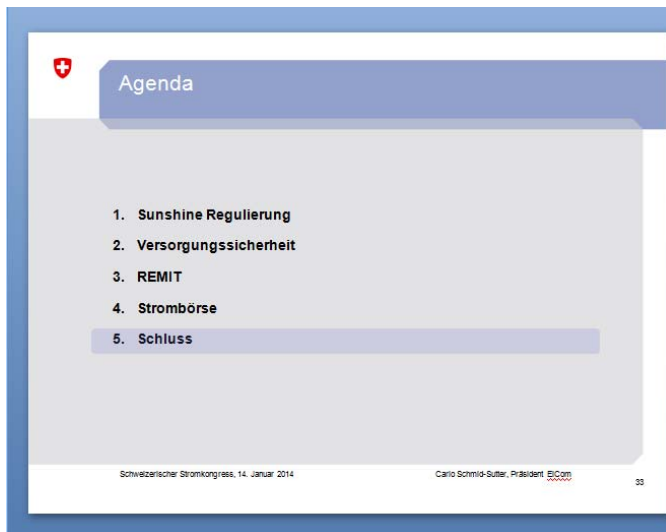 Agenda
1. Sunshine Regulierung
2. Versorgungssicherheit
3. REMIT
4. Strombörse
5. Schluss
Schweizerischer Stromkongress, 14. Januar 2014 Carlo Schmid-Sutter, Präsident ElCom
33